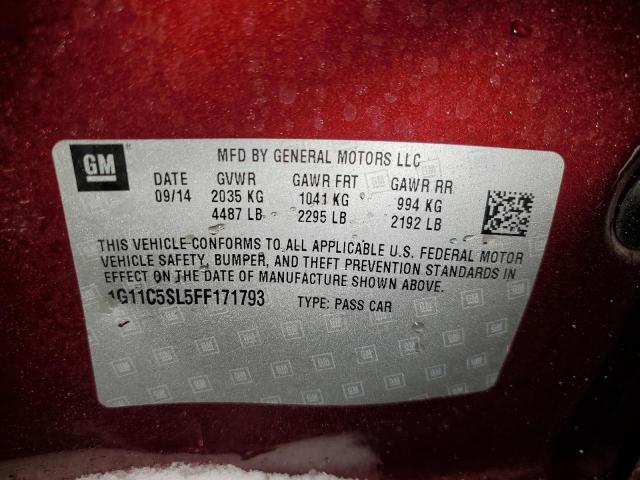 GM
MFD BY GENERAL MOTORS LLC
DATE GVWR GAWR FRT GAWR RR
09/14 2035 KG 1041 KG 994 KG
4487 LB 2295 LB 2192 LB
THIS VEHICLE CONFORMS TO ALL APPLICABLE U.S. FEDERAL MOTOR
VEHICLE SAFETY, BUMPER, AND THEFT PREVENTION STANDARDS IN
EFFECT ON THE DATE OF MANUFACTURE SHOWN ABOVE.
1G11C5SL5FF171793 TYPE: PASS CAR